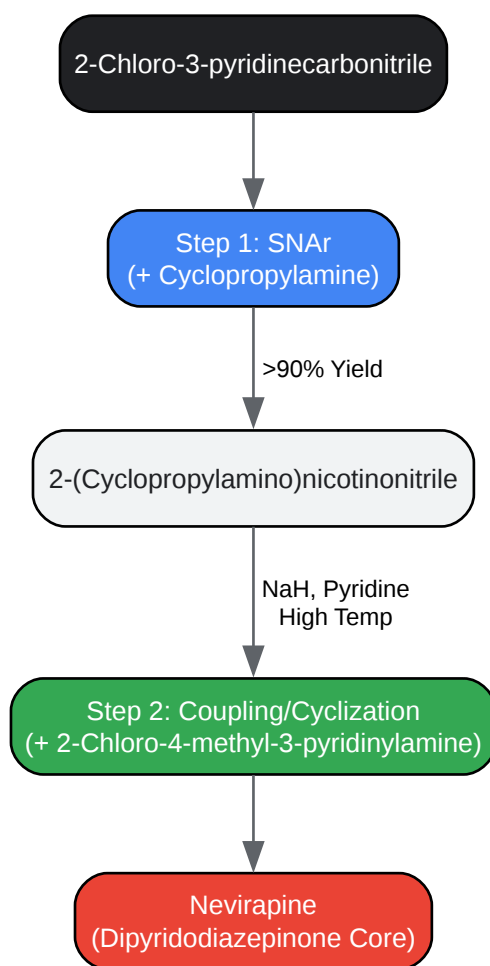 2-Chloro-3-pyridinecarbonitrile
Step 1: SNAr
(+ Cyclopropylamine)
>90% Yield
2-(Cyclopropylamino)nicotinonitrile
NaH, Pyridine
High Temp
Step 2: Coupling/Cyclization
(+ 2-Chloro-4-methyl-3-pyridinylamine)
Nevirapine
(Dipyridodiazepinone Core)